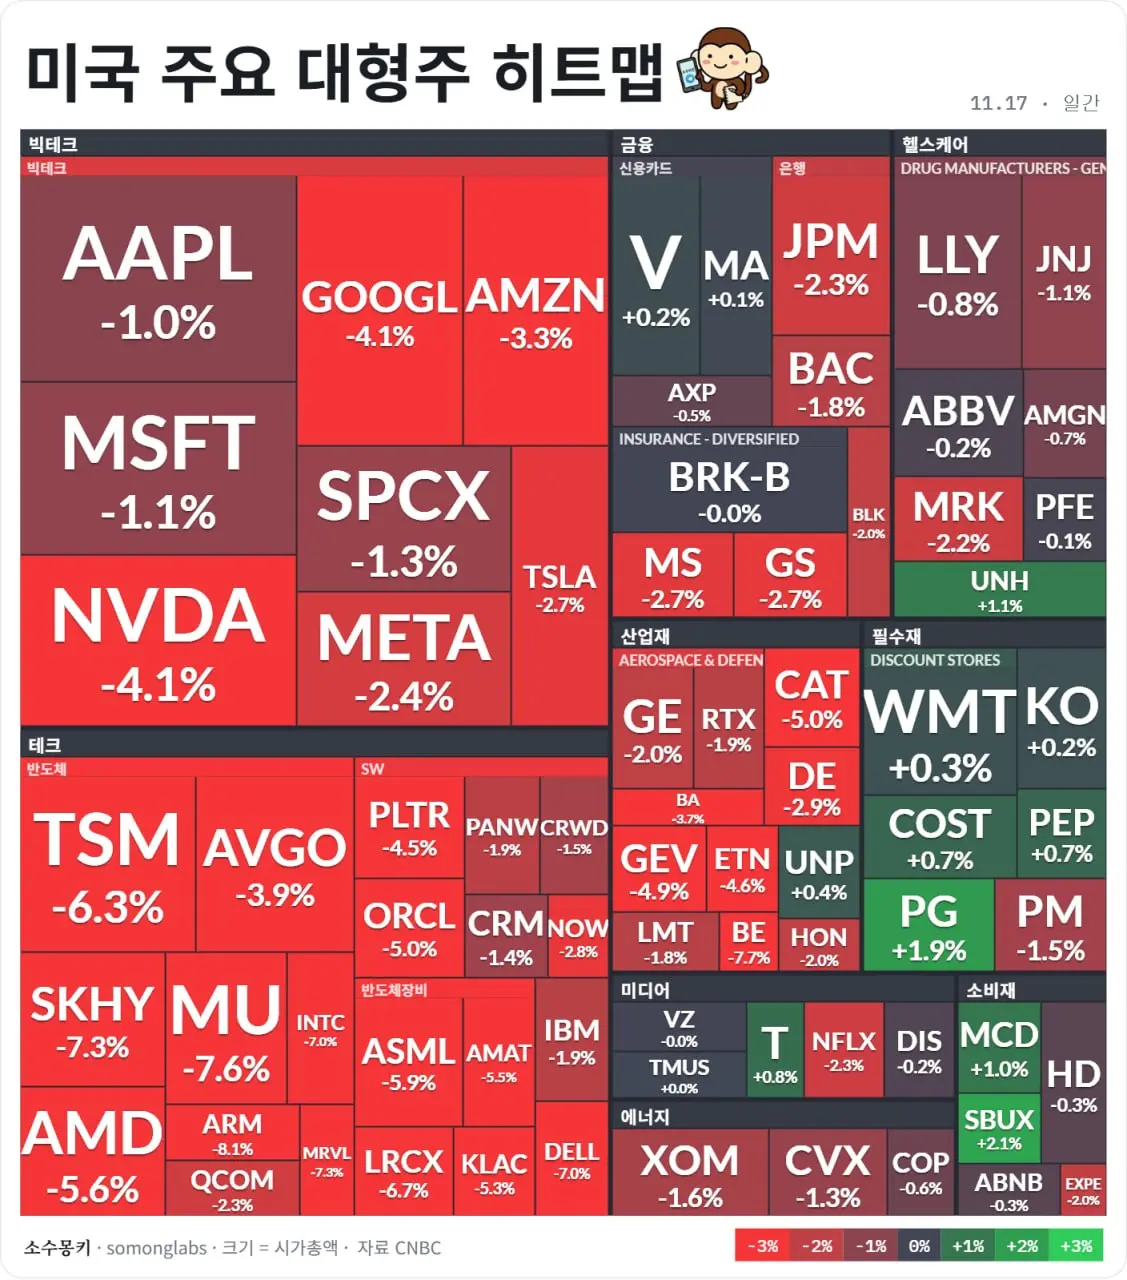 미국 주요 대형주 히트맵
11.17 · 일간
빅테크
빅테크
AAPL
-1.0%
MSFT
-1.1%
NVDA
-4.1%
GOOGL
-4.1%
AMZN
-3.3%
SPCX
-1.3%
META
-2.4%
TSLA
-2.7%
테크
반도체
TSM
-6.3%
AVGO
-3.9%
SKHY
-7.3%
MU
-7.6%
INTC
-7.0%
AMD
-5.6%
ARM
-8.1%
QCOM
-2.3%
MRVL
-7.3%
SW
PLTR
-4.5%
PANW
-1.9%
CRWD
-1.5%
ORCL
-5.0%
CRM
-1.4%
NOW
-2.8%
반도체장비
ASML
-5.9%
AMAT
-5.5%
LRCX
-6.7%
KLAC
-5.3%
IBM
-1.9%
DELL
-7.0%
금융
신용카드
V
+0.2%
MA
+0.1%
AXP
-0.5%
은행
JPM
-2.3%
BAC
-1.8%
INSURANCE - DIVERSIFIED
BRK-B
-0.0%
BLK
-2.0%
MS
-2.7%
GS
-2.7%
헬스케어
DRUG MANUFACTURERS - GEN
LLY
-0.8%
JNJ
-1.1%
ABBV
-0.2%
AMGN
-0.7%
MRK
-2.2%
PFE
-0.1%
UNH
+1.1%
산업재
AEROSPACE & DEFEN
GE
-2.0%
RTX
-1.9%
BA
-3.7%
CAT
-5.0%
DE
-2.9%
GEV
-4.9%
ETN
-4.6%
UNP
+0.4%
LMT
-1.8%
BE
-7.7%
HON
-2.0%
필수재
DISCOUNT STORES
WMT
+0.3%
KO
+0.2%
COST
+0.7%
PEP
+0.7%
PG
+1.9%
PM
-1.5%
미디어
VZ
-0.0%
TMUS
+0.0%
T
+0.8%
NFLX
-2.3%
DIS
-0.2%
소비재
MCD
+1.0%
HD
-0.3%
SBUX
+2.1%
ABNB
-0.3%
EXPE
-2.0%
에너지
XOM
-1.6%
CVX
-1.3%
COP
-0.6%
소수몽키 · somonglabs · 크기 = 시가총액 · 자료 CNBC
-3% -2% -1% 0% +1% +2% +3%